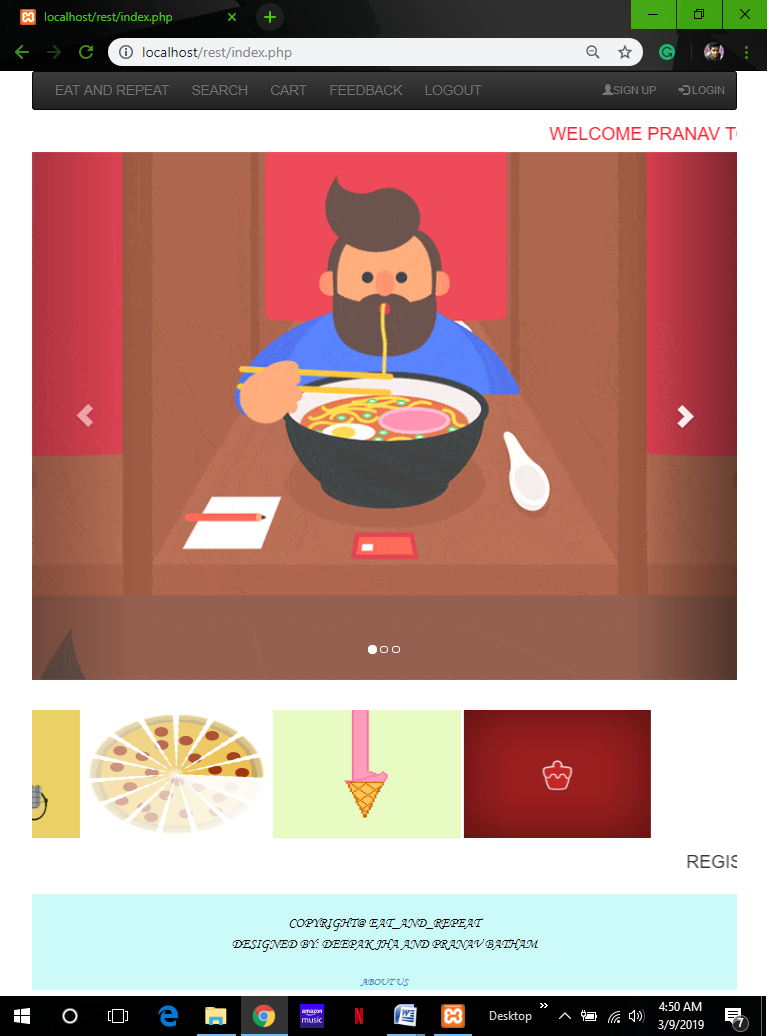 localhost/rest/index.php
localhost/rest/index.php
EAT AND REPEAT SEARCH CART FEEDBACK LOGOUT SIGN UP LOGIN
WELCOME PRANAV T
COPYRIGHT@ EAT_AND_REPEAT
DESIGNED BY: DEEPAK JHA AND PRANAV BATHAM
ABOUT US
amazon music
Desktop
4:50 AM
3/9/2019
7